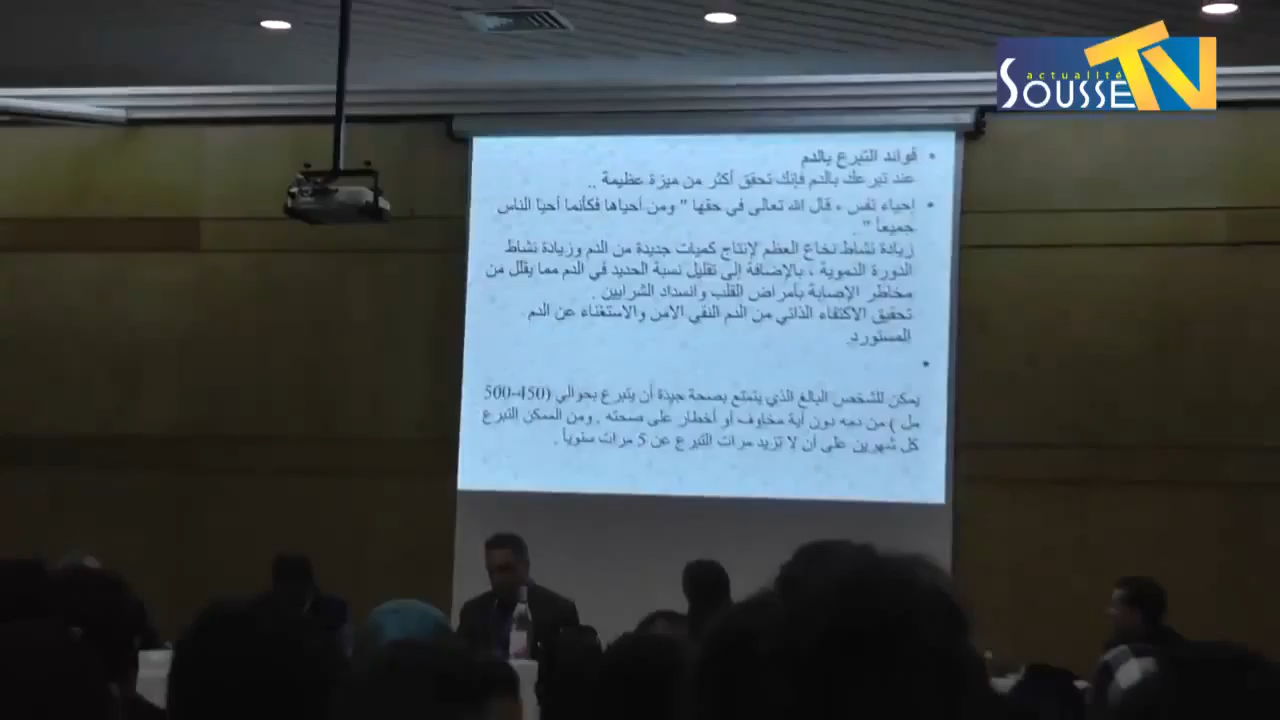 actualité
SOUSSE TV
• فوائد التبرع بالدم
عند تبرعك بالدم فإنك تحقق أكثر من ميزة عظيمة ..
• إحياء نفس ، قال الله تعالى في حقها " ومن أحياها فكأنما أحيا الناس
جميعاً " .
زيادة نشاط نخاع العظم لإنتاج كميات جديدة من الدم وزيادة نشاط
الدورة الدموية ، بالإضافة إلى تقليل نسبة الحديد في الدم مما يقلل من
مخاطر الإصابة بأمراض القلب وانسداد الشرايين .
تحقيق الاكتفاء الذاتي من الدم النقي الامن والاستغناء عن الدم
المستورد.
•
يمكن للشخص البالغ الذي يتمتع بصحة جيدة أن يتبرع بحوالي (450-500
مل ) من دمه دون أية مخاوف أو أخطار على صحته . ومن الممكن التبرع
كل شهرين على أن لا تزيد مرات التبرع عن 5 مرات سنوياً .